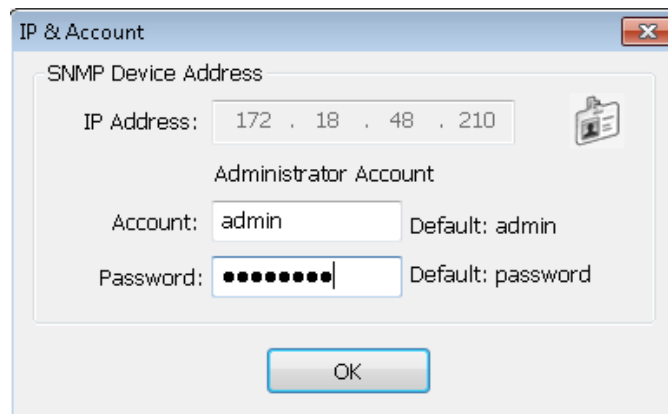 IP & Account
SNMP Device Address
IP Address: 172 . 18 . 48 . 210
Administrator Account
Account: admin Default: admin
Password: ●●●●●●●● Default: password
OK